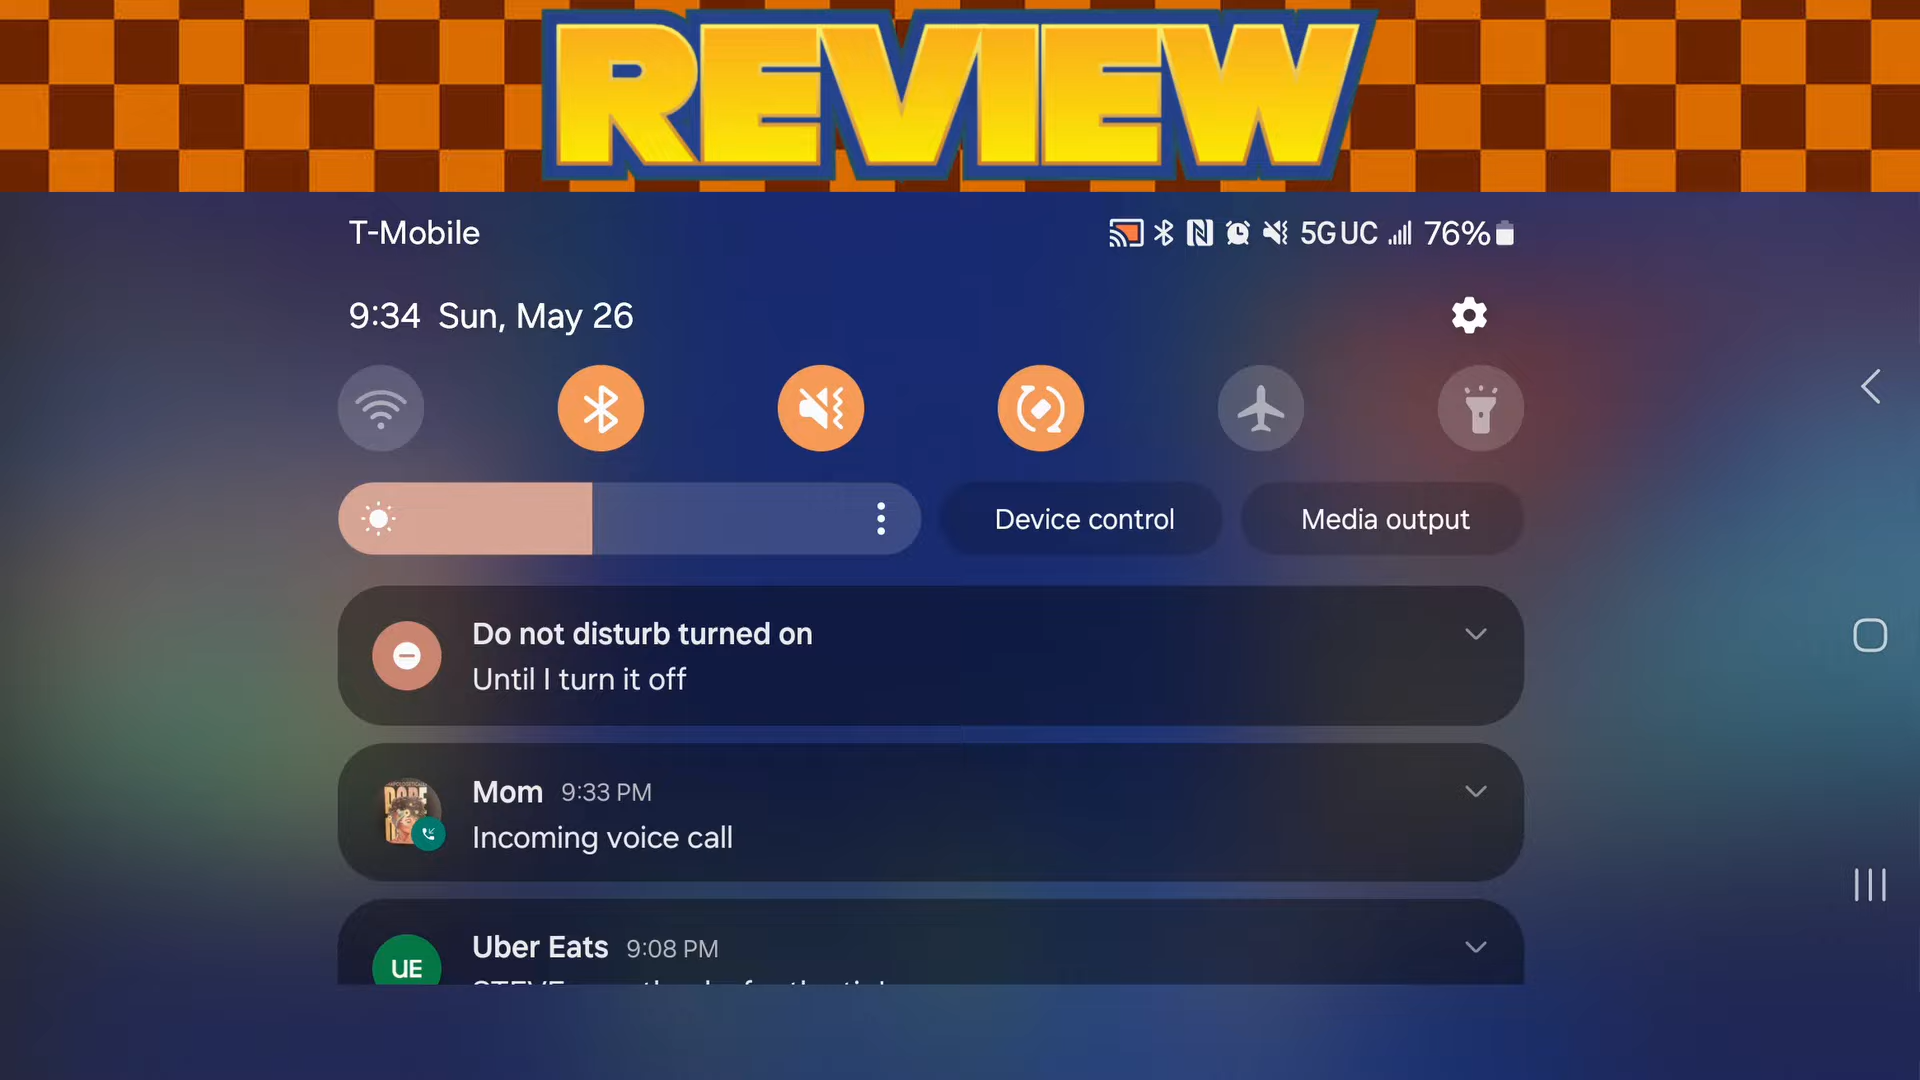 REVIEW
T-Mobile
5G UC 76%
9:34 Sun, May 26
Device control
Media output
Do not disturb turned on
Until I turn it off
Mom 9:33 PM
Incoming voice call
UE
Uber Eats 9:08 PM